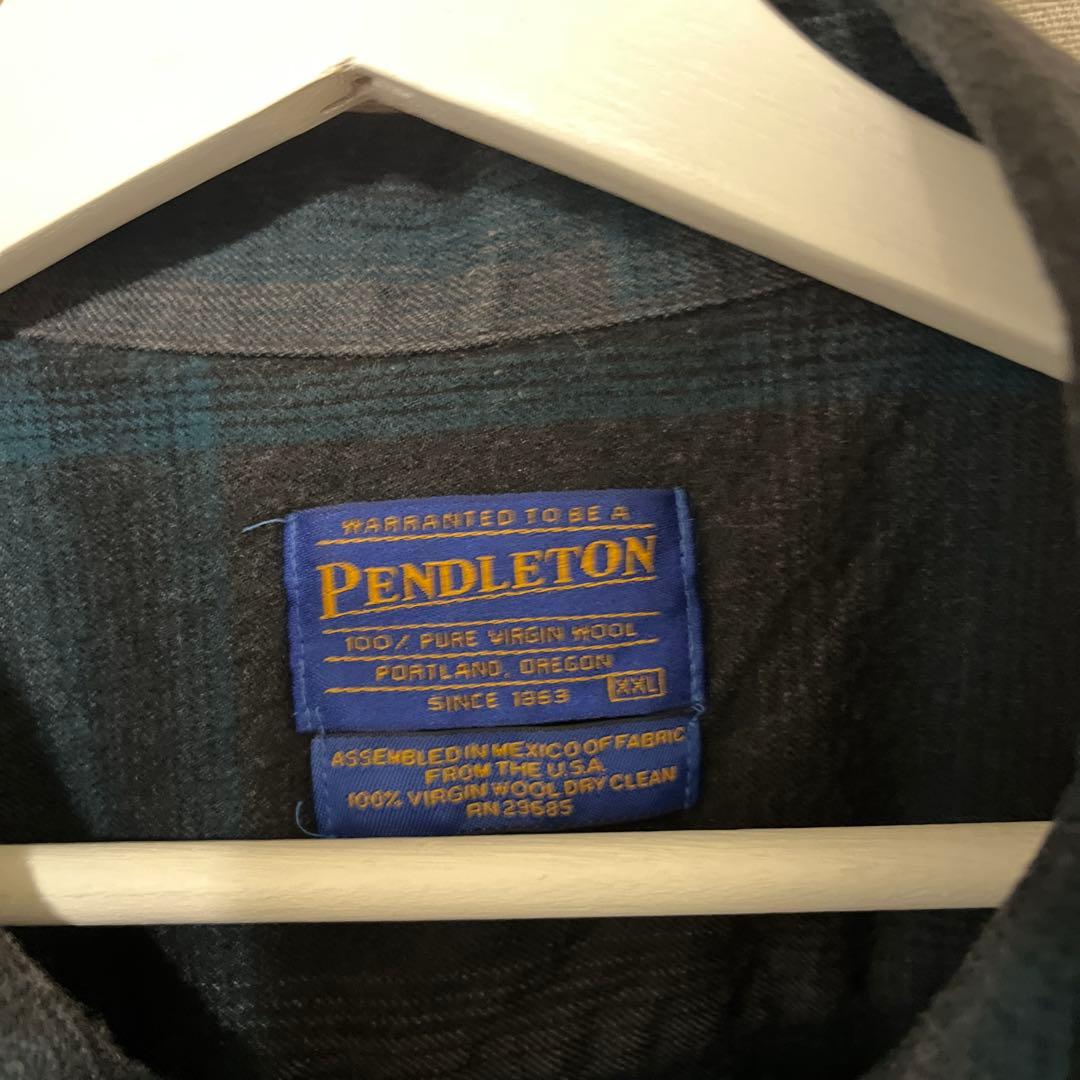 WARRANTED TO BE A
PENDLETON
100% PURE VIRGIN WOOL
PORTLAND, OREGON
SINCE 1863
XXL
ASSEMBLED IN MEXICO OF FABRIC
FROM THE U.S.A.
100% VIRGIN WOOL DRY CLEAN
RN 29685